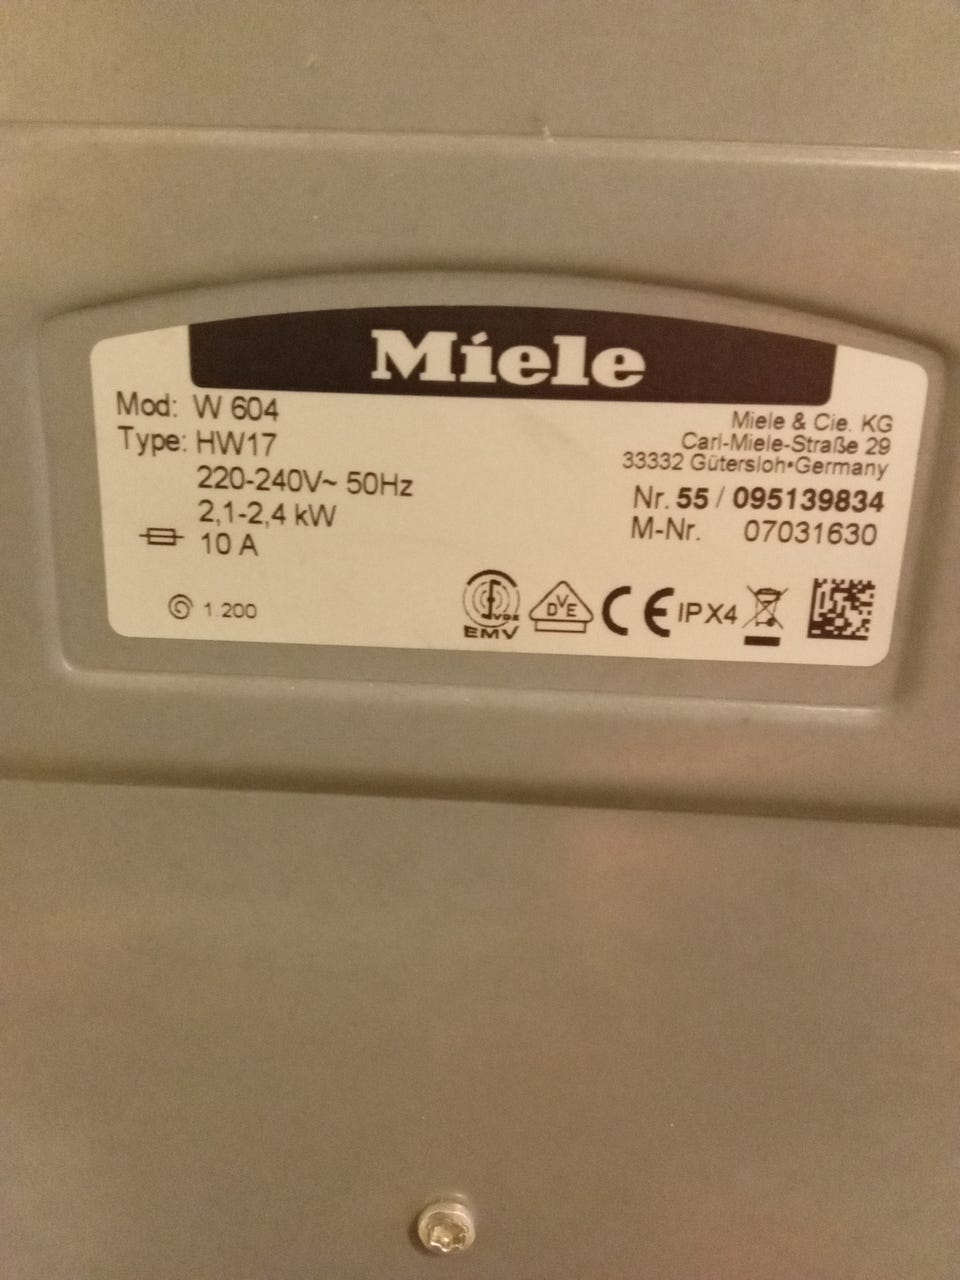 Miele
Mod: W 604
Type: HW17
220-240V~ 50Hz
2,1-2,4 kW
10 A
1.200
Miele & Cie. KG
Carl-Miele-Straße 29
33332 Gütersloh•Germany
Nr. 55 / 095139834
M-Nr. 07031630
VDE
EMV
DVE
CE
IPX4